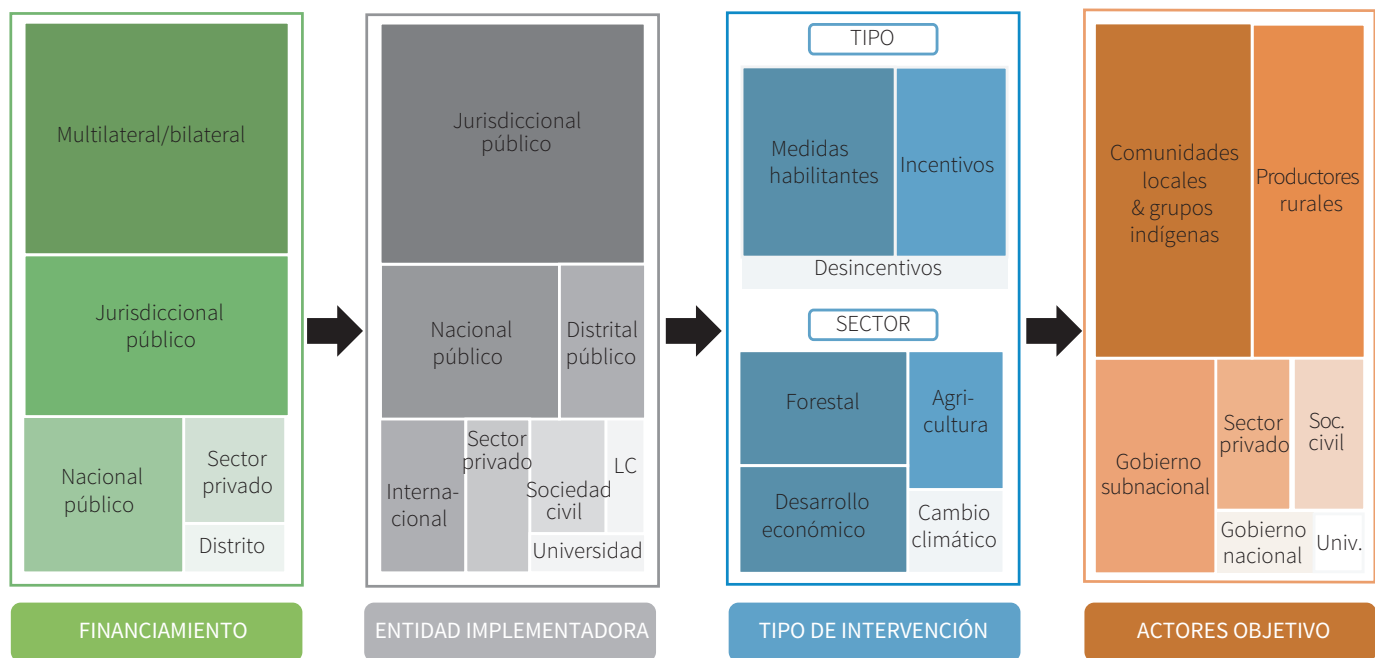 Multilateral/bilateral
Jurisdiccional
público
Nacional
público
Sector
privado
Distrito
FINANCIAMIENTO
Jurisdiccional
público
Nacional
público
Distrital
público
Interna-
cional
Sector
privado
Sociedad
civil
LC
Universidad
ENTIDAD IMPLEMENTADORA
TIPO
Medidas
habilitantes
Incentivos
Desincentivos
SECTOR
Forestal
Agri-
cultura
Desarrollo
económico
Cambio
climático
TIPO DE INTERVENCIÓN
Comunidades
locales
& grupos
indígenas
Productores
rurales
Gobierno
subnacional
Sector
privado
Soc.
civil
Gobierno
nacional
Univ.
ACTORES OBJETIVO